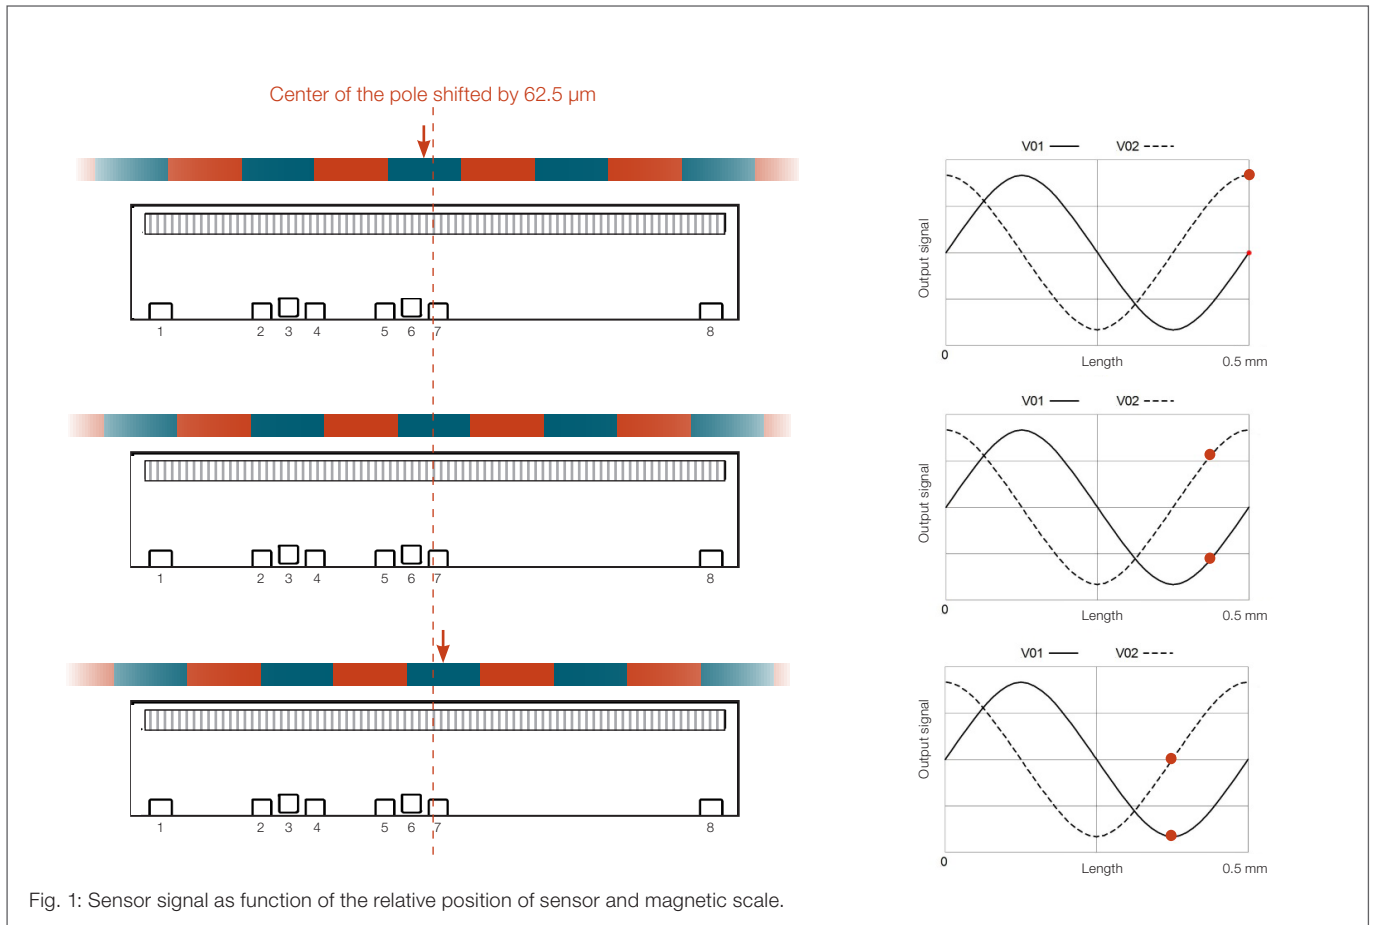 Center of the pole shifted by 62.5 µm
1 2 3 4 5 6 7 8
V01 V02
Output signal
0 Length 0.5 mm
1 2 3 4 5 6 7 8
V01 V02
Output signal
0 Length 0.5 mm
1 2 3 4 5 6 7 8
V01 V02
Output signal
0 Length 0.5 mm
Fig. 1: Sensor signal as function of the relative position of sensor and magnetic scale.